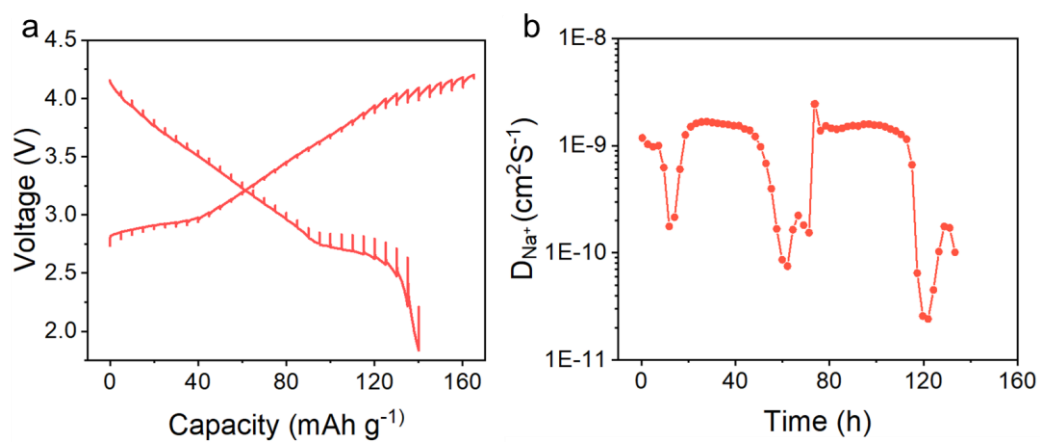 a
4.5
4.0
3.5
3.0
2.5
2.0
Voltage (V)
0 40 80 120 160
Capacity (mAh g⁻¹)
b
1E-8
1E-9
1E-10
1E-11
D_Na⁺ (cm²S⁻¹)
0 40 80 120 160
Time (h)